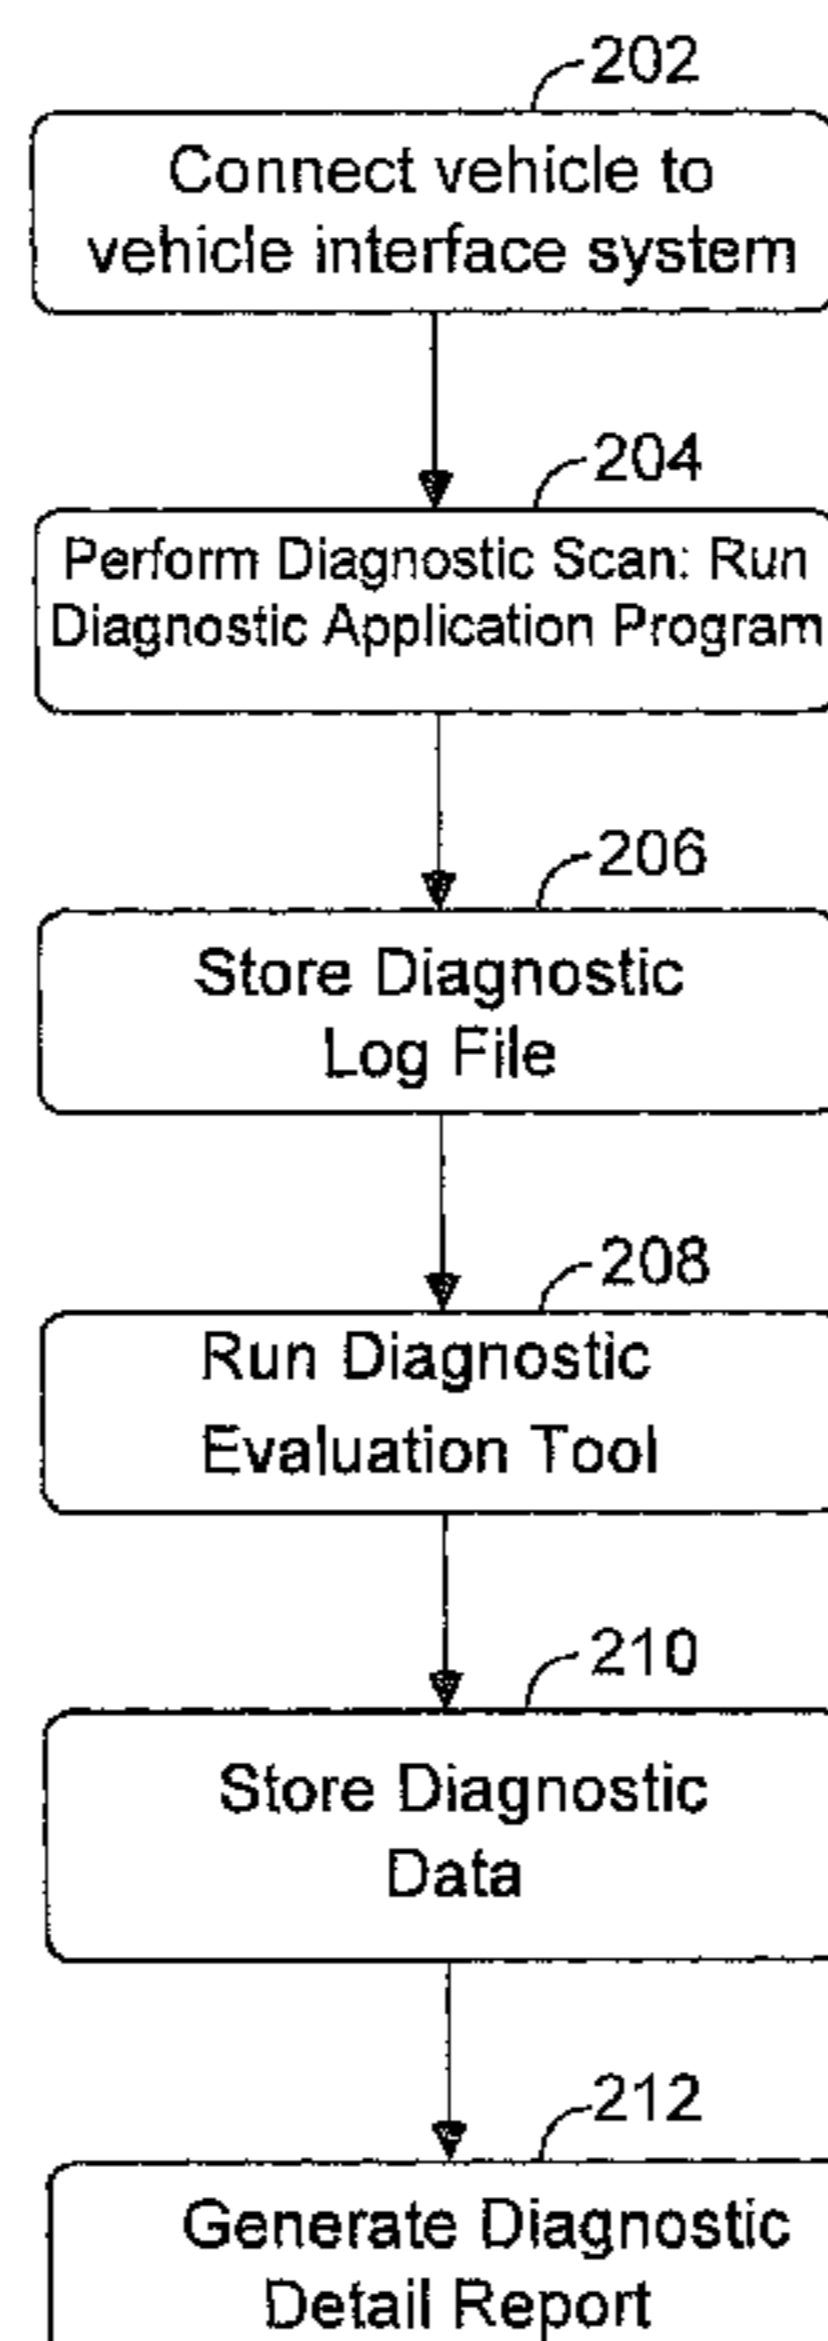 202
Connect vehicle to
vehicle interface system
204
Perform Diagnostic Scan: Run
Diagnostic Application Program
206
Store Diagnostic
Log File
208
Run Diagnostic
Evaluation Tool
210
Store Diagnostic
Data
212
Generate Diagnostic
Detail Report